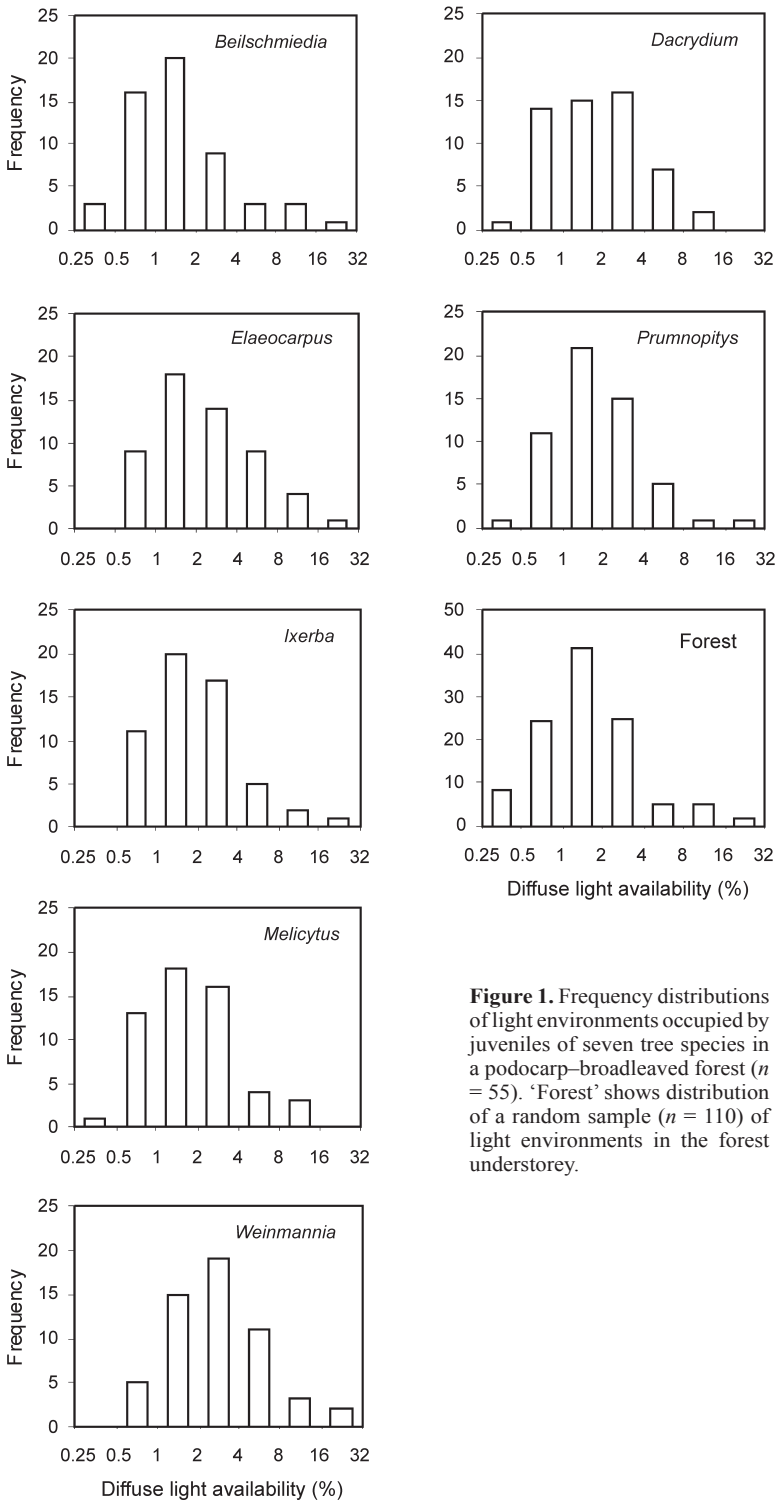 Beilschmiedia
Frequency
25
20
15
10
5
0
0.25 0.5 1 2 4 8 16 32
Dacrydium
25
20
15
10
5
0
0.25 0.5 1 2 4 8 16 32
Elaeocarpus
Frequency
25
20
15
10
5
0
0.25 0.5 1 2 4 8 16 32
Prumnopitys
25
20
15
10
5
0
0.25 0.5 1 2 4 8 16 32
Ixerba
Frequency
25
20
15
10
5
0
0.25 0.5 1 2 4 8 16 32
Forest
50
40
30
20
10
0
0.25 0.5 1 2 4 8 16 32
Diffuse light availability (%)
Melicytus
Frequency
25
20
15
10
5
0
0.25 0.5 1 2 4 8 16 32
Weinmannia
Frequency
25
20
15
10
5
0
0.25 0.5 1 2 4 8 16 32
Diffuse light availability (%)
Figure 1. Frequency distributions
of light environments occupied by
juveniles of seven tree species in
a podocarp–broadleaved forest (n
= 55). ‘Forest’ shows distribution
of a random sample (n = 110) of
light environments in the forest
understorey.